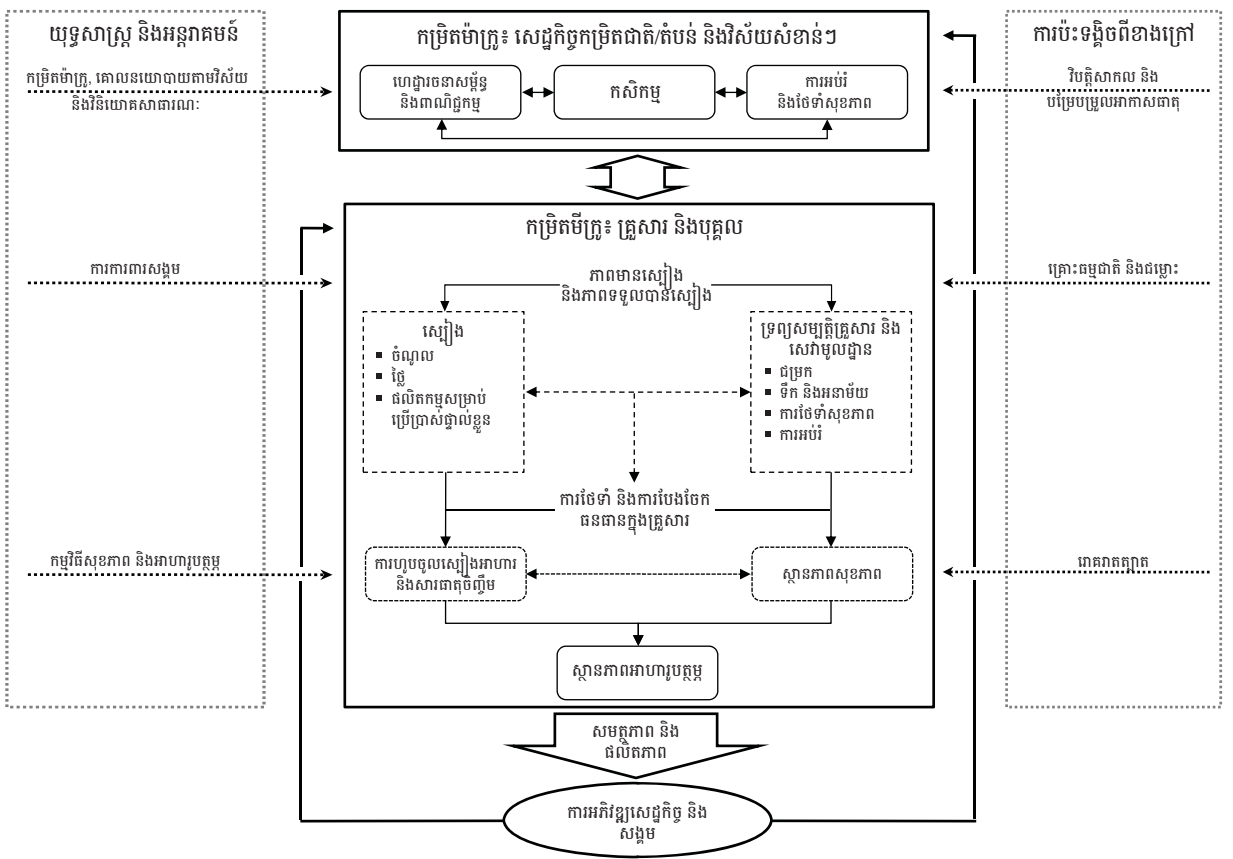 យុទ្ធសាស្ត្រ និងអន្តរាគមន៍
កម្រិតម៉ាក្រូ, គោលនយោបាយតាមវិស័យ
និងវិនិយោគសាធារណៈ
ការការពារសង្គម
កម្មវិធីសុខភាព និងអាហារូបត្ថម្ភ
កម្រិតម៉ាក្រូ៖ សេដ្ឋកិច្ចកម្រិតជាតិ/តំបន់ និងវិស័យសំខាន់ៗ
ហេដ្ឋារចនាសម្ព័ន្ធ
និងពាណិជ្ជកម្ម
កសិកម្ម
ការអប់រំ
និងថែទាំសុខភាព
កម្រិតមីក្រូ៖ គ្រួសារ និងបុគ្គល
ភាពមានស្បៀង
និងភាពទទួលបានស្បៀង
ស្បៀង
▪ ចំណូល
▪ ថ្លៃ
▪ ផលិតកម្មសម្រាប់
ប្រើប្រាស់ផ្ទាល់ខ្លួន
ទ្រព្យសម្បត្តិគ្រួសារ និង
សេវាមូលដ្ឋាន
▪ ជម្រក
▪ ទឹក និងអនាម័យ
▪ ការថែទាំសុខភាព
▪ ការអប់រំ
ការថែទាំ និងការបែងចែក
ធនធានក្នុងគ្រួសារ
ការហូបចូលស្បៀងអាហារ
និងសារធាតុចិញ្ចឹម
ស្ថានភាពសុខភាព
ស្ថានភាពអាហារូបត្ថម្ភ
សមត្ថភាព និង
ផលិតភាព
ការអភិវឌ្ឍសេដ្ឋកិច្ច និង
សង្គម
ការប៉ះទង្គិចពីខាងក្រៅ
វិបត្តិសាកល និង
បម្រែបម្រួលអាកាសធាតុ
គ្រោះធម្មជាតិ និងជម្លោះ
រោគរាតត្បាត